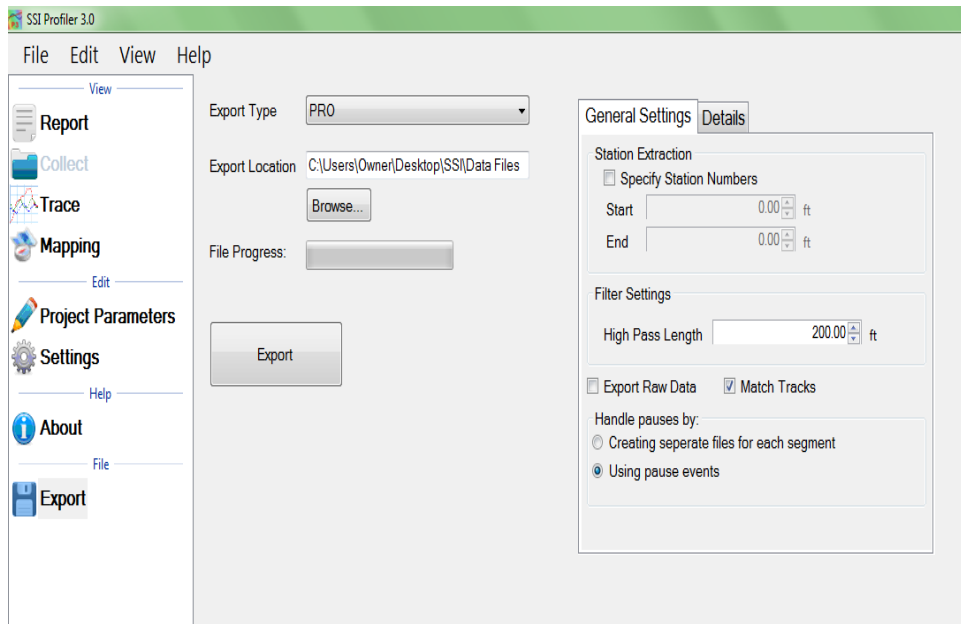 SSI Profiler 3.0
File Edit View Help
View
Report
Collect
Trace
Mapping
Edit
Project Parameters
Settings
Help
About
File
Export
Export Type PRO
Export Location C:\Users\Owner\Desktop\SSI\Data Files
Browse...
File Progress:
Export
General Settings Details
Station Extraction
Specify Station Numbers
Start 0.00 ft
End 0.00 ft
Filter Settings
High Pass Length 200.00 ft
Export Raw Data Match Tracks
Handle pauses by:
Creating seperate files for each segment
Using pause events